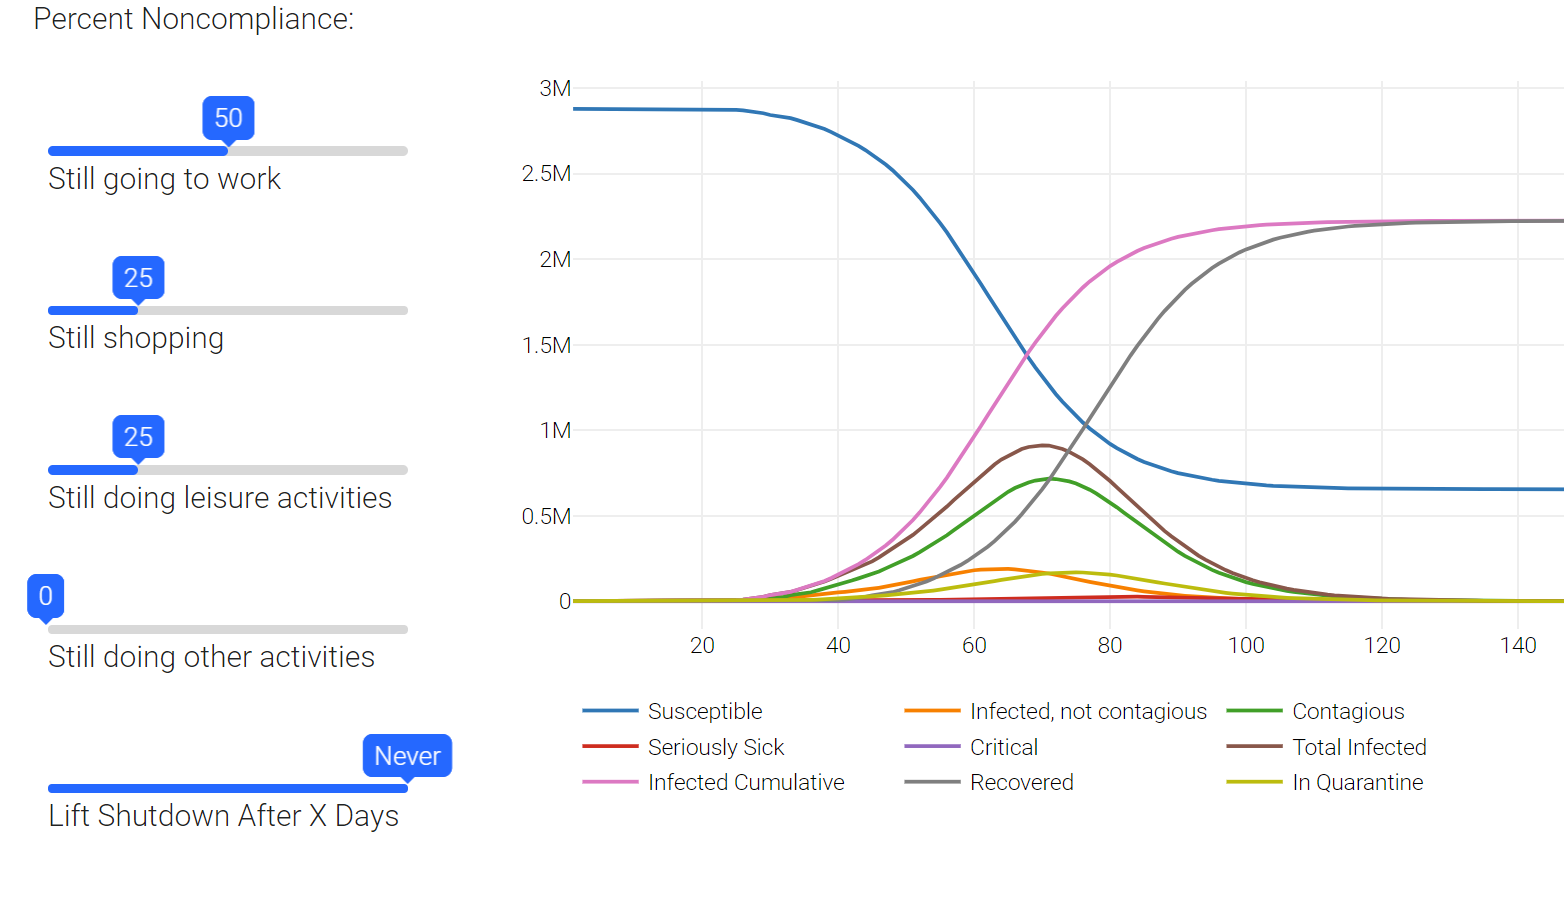 Percent Noncompliance:
50
Still going to work
25
Still shopping
25
Still doing leisure activities
0
Still doing other activities
Never
Lift Shutdown After X Days
3M
2.5M
2M
1.5M
1M
0.5M
0
20 40 60 80 100 120 140
Susceptible Infected, not contagious Contagious
Seriously Sick Critical Total Infected
Infected Cumulative Recovered In Quarantine